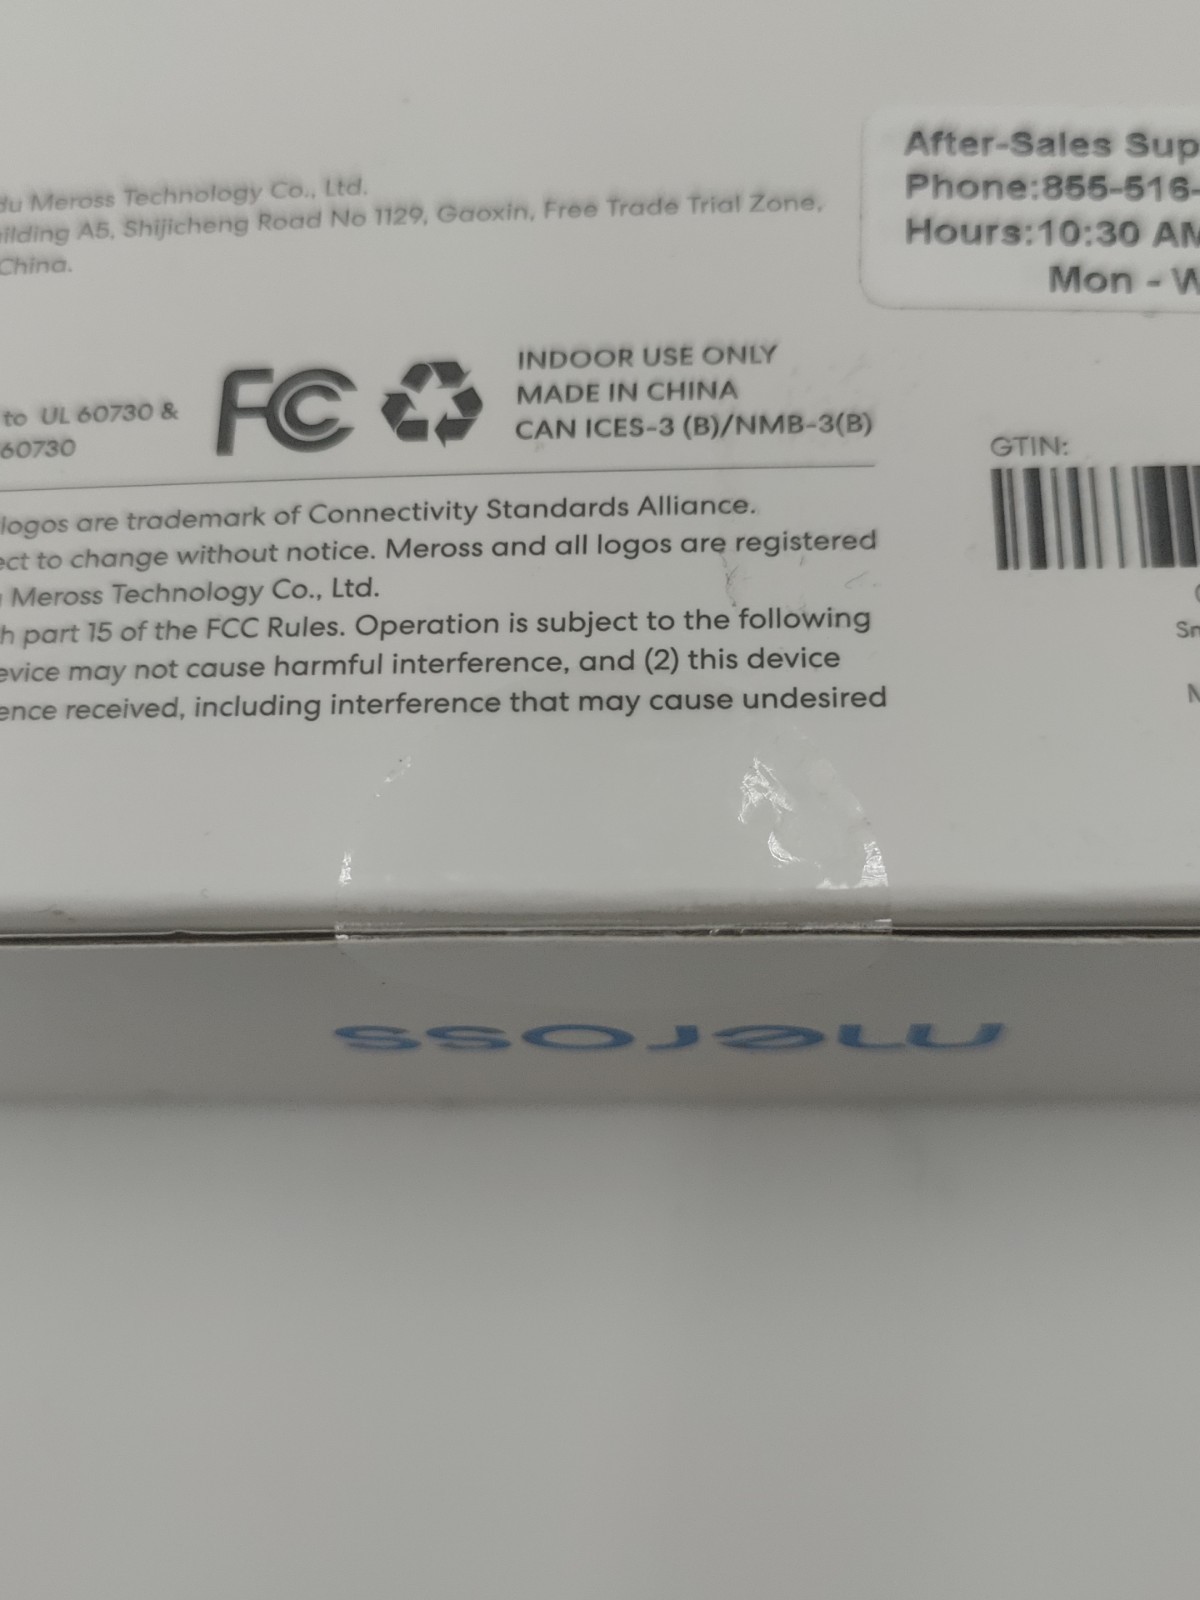 du Meross Technology Co., Ltd.
ilding A5, Shijicheng Road No 1129, Gaoxin, Free Trade Trial Zone,
China.
After-Sales Sup
Phone:855-516-
Hours:10:30 AM
Mon - W
to UL 60730 &
60730
FC
INDOOR USE ONLY
MADE IN CHINA
CAN ICES-3 (B)/NMB-3(B)
GTIN:
logos are trademark of Connectivity Standards Alliance.
ect to change without notice. Meross and all logos are registered
Meross Technology Co., Ltd.
h part 15 of the FCC Rules. Operation is subject to the following
evice may not cause harmful interference, and (2) this device
ence received, including interference that may cause undesired
Sm
meross